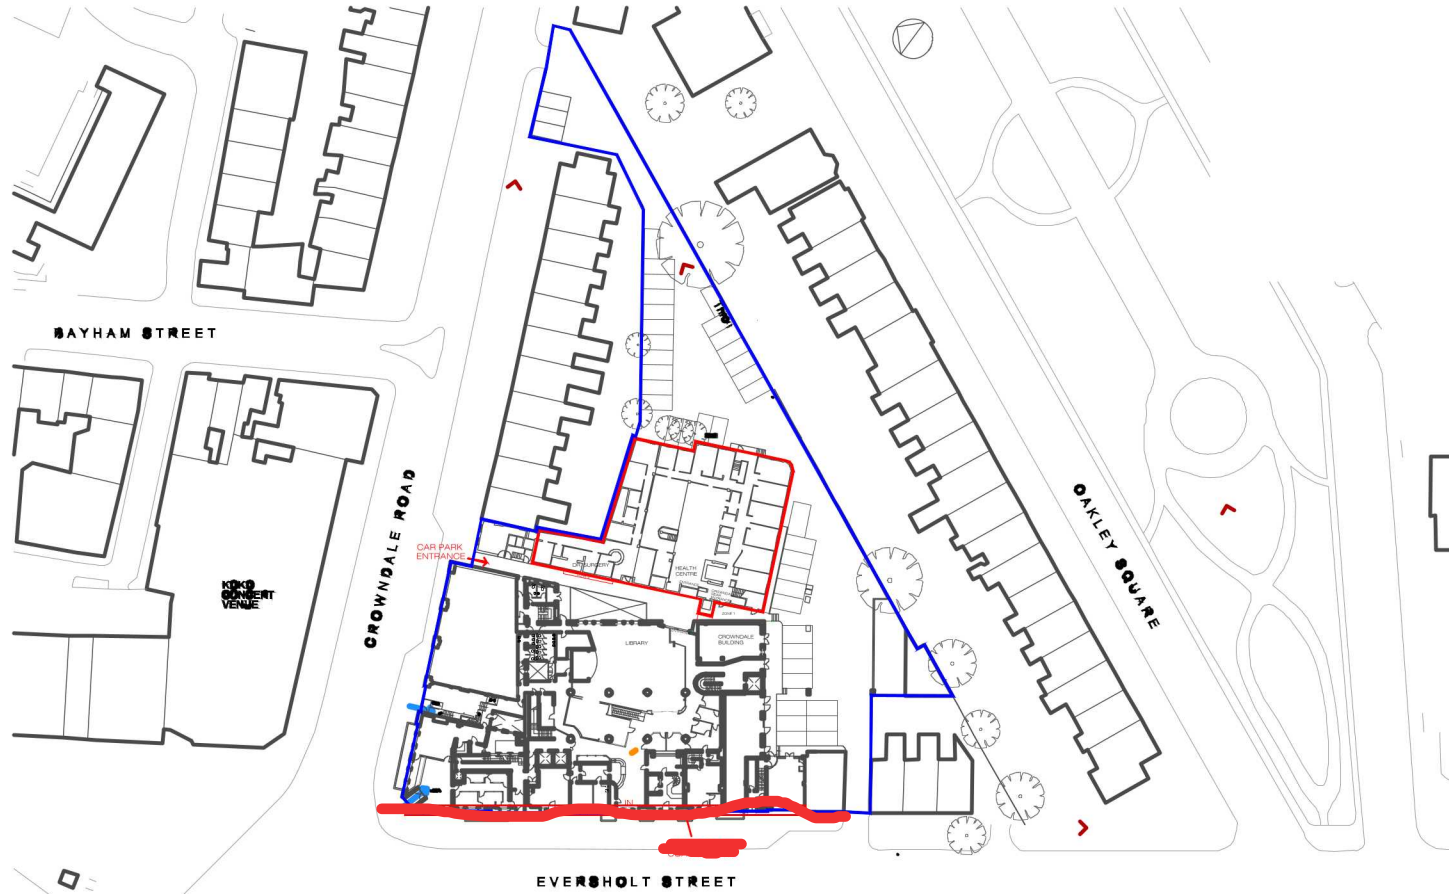 BAYHAM STREET
CROWNDALE ROAD
OAKLEY SQUARE
CAR PARK
ENTRANCE
KOKO
CONCERT
VENUE
HEALTH
CENTRE
LIBRARY
CROWNDALE
BUILDING
IN
EVERSHOLT STREET